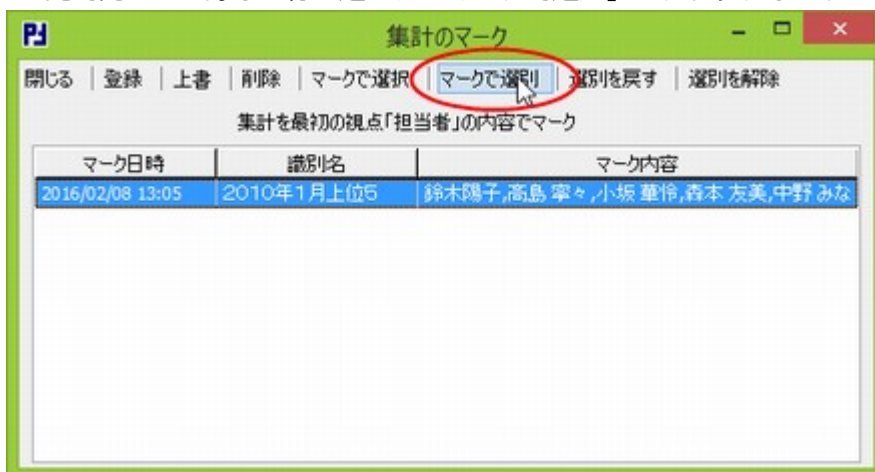 集計のマーク
閉じる 登録 上書 削除 マークで選択 マークで選別 選別を戻す 選別を解除
集計を最初の視点「担当者」の内容でマーク
マーク日時 識別名 マーク内容
2016/02/08 13:05 2010年1月上位5 鈴木陽子,高島 寧々,小坂 華怜,森本 友美,中野 みな